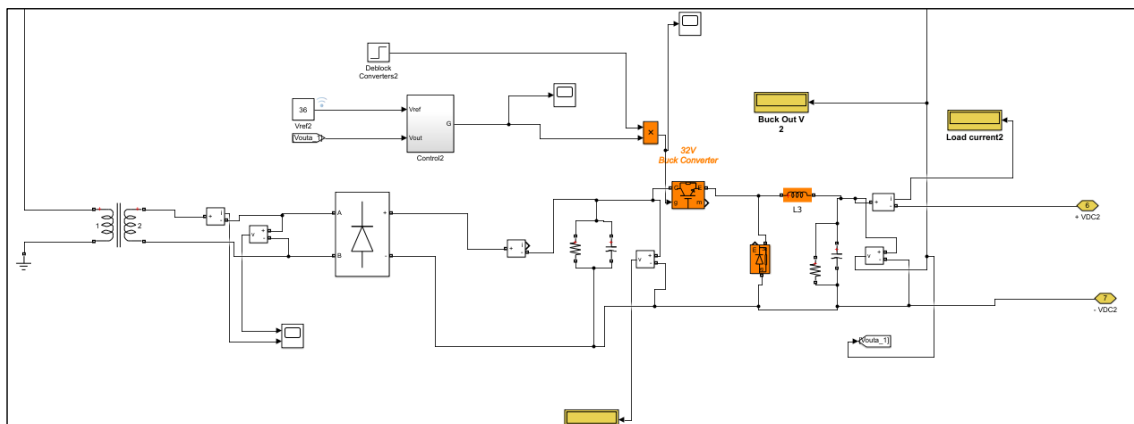 Deblock
Converters2
36
Vref2
Vref
Vout
G
Control2
[Vouta_
×
Buck Out V
2
Load current2
32V
Buck Converter
1
2
+
i
-
v
+
-
A
B
+
-
+
i
-
v
+
-
C
E
g
m
L3
+
i
-
v
+
-
6
+ VDC2
7
- VDC2
[Vouta_1]